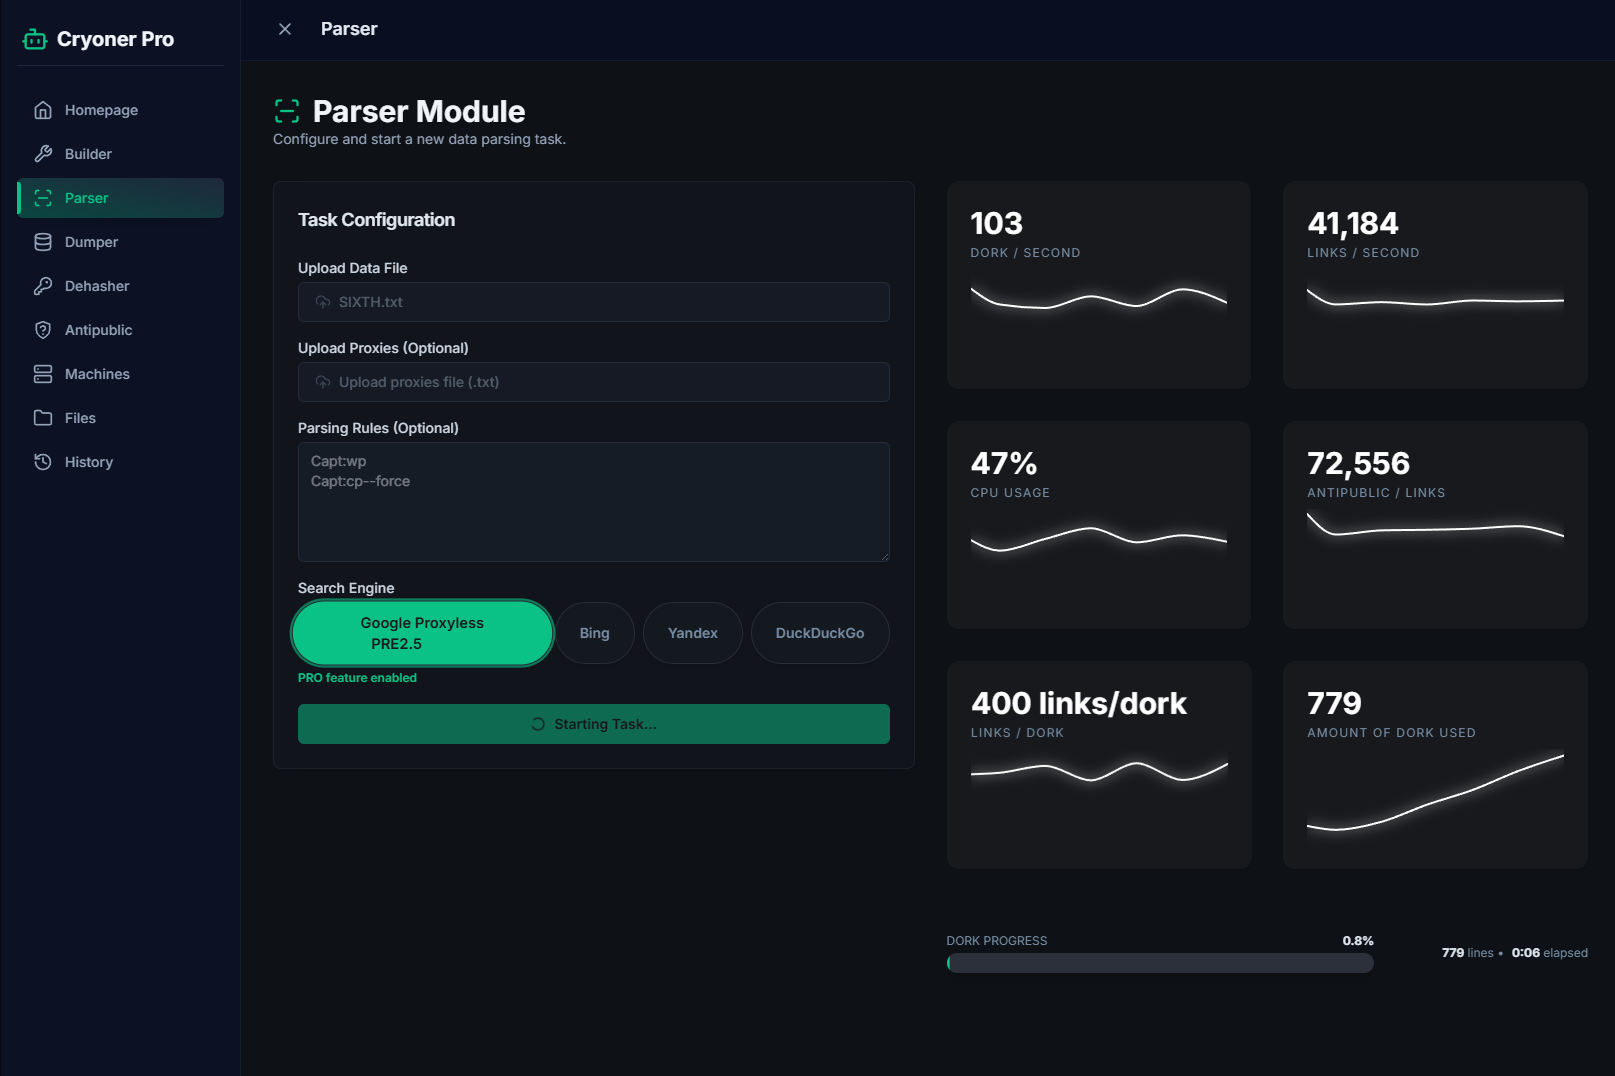 Cryoner Pro
Homepage
Builder
Parser
Dumper
Dehasher
Antipublic
Machines
Files
History
Parser
Parser Module
Configure and start a new data parsing task.
Task Configuration
Upload Data File
SIXTH.txt
Upload Proxies (Optional)
Upload proxies file (.txt)
Parsing Rules (Optional)
Capt:wp
Capt:cp--force
Search Engine
Google Proxyless
PRE2.5
Bing
Yandex
DuckDuckGo
PRO feature enabled
Starting Task...
103
DORK / SECOND
41,184
LINKS / SECOND
47%
CPU USAGE
72,556
ANTIPUBLIC / LINKS
400 links/dork
LINKS / DORK
779
AMOUNT OF DORK USED
DORK PROGRESS
0.8%
779 lines • 0:06 elapsed